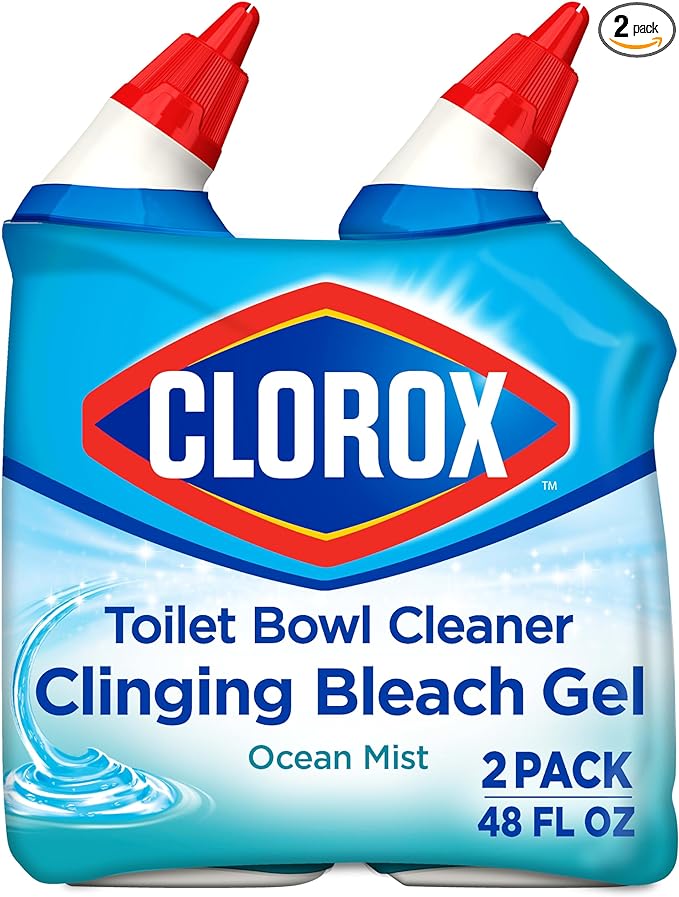 2 pack
CLOROX
TM
Toilet Bowl Cleaner
Clinging Bleach Gel
Ocean Mist
2 PACK
48 FL OZ